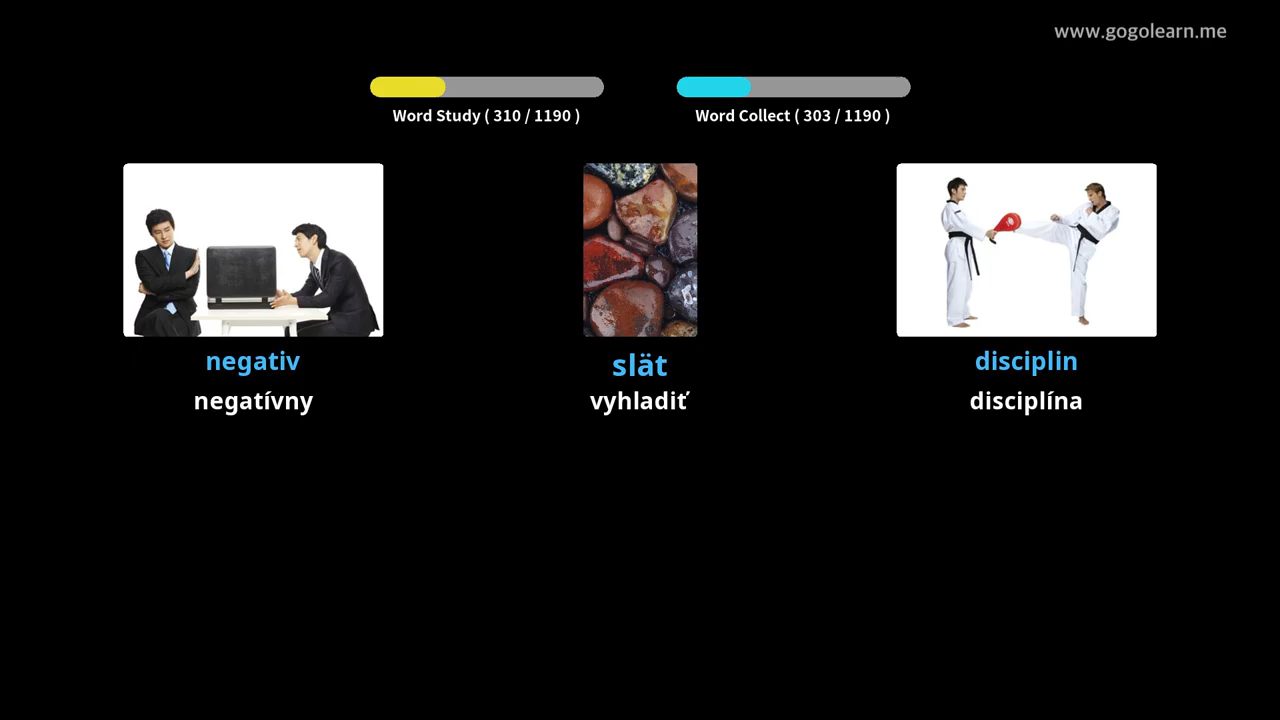 www.gogolearn.me
Word Study ( 310 / 1190 )
Word Collect ( 303 / 1190 )
negativ
negatívny
slät
vyhladiť
disciplin
disciplína